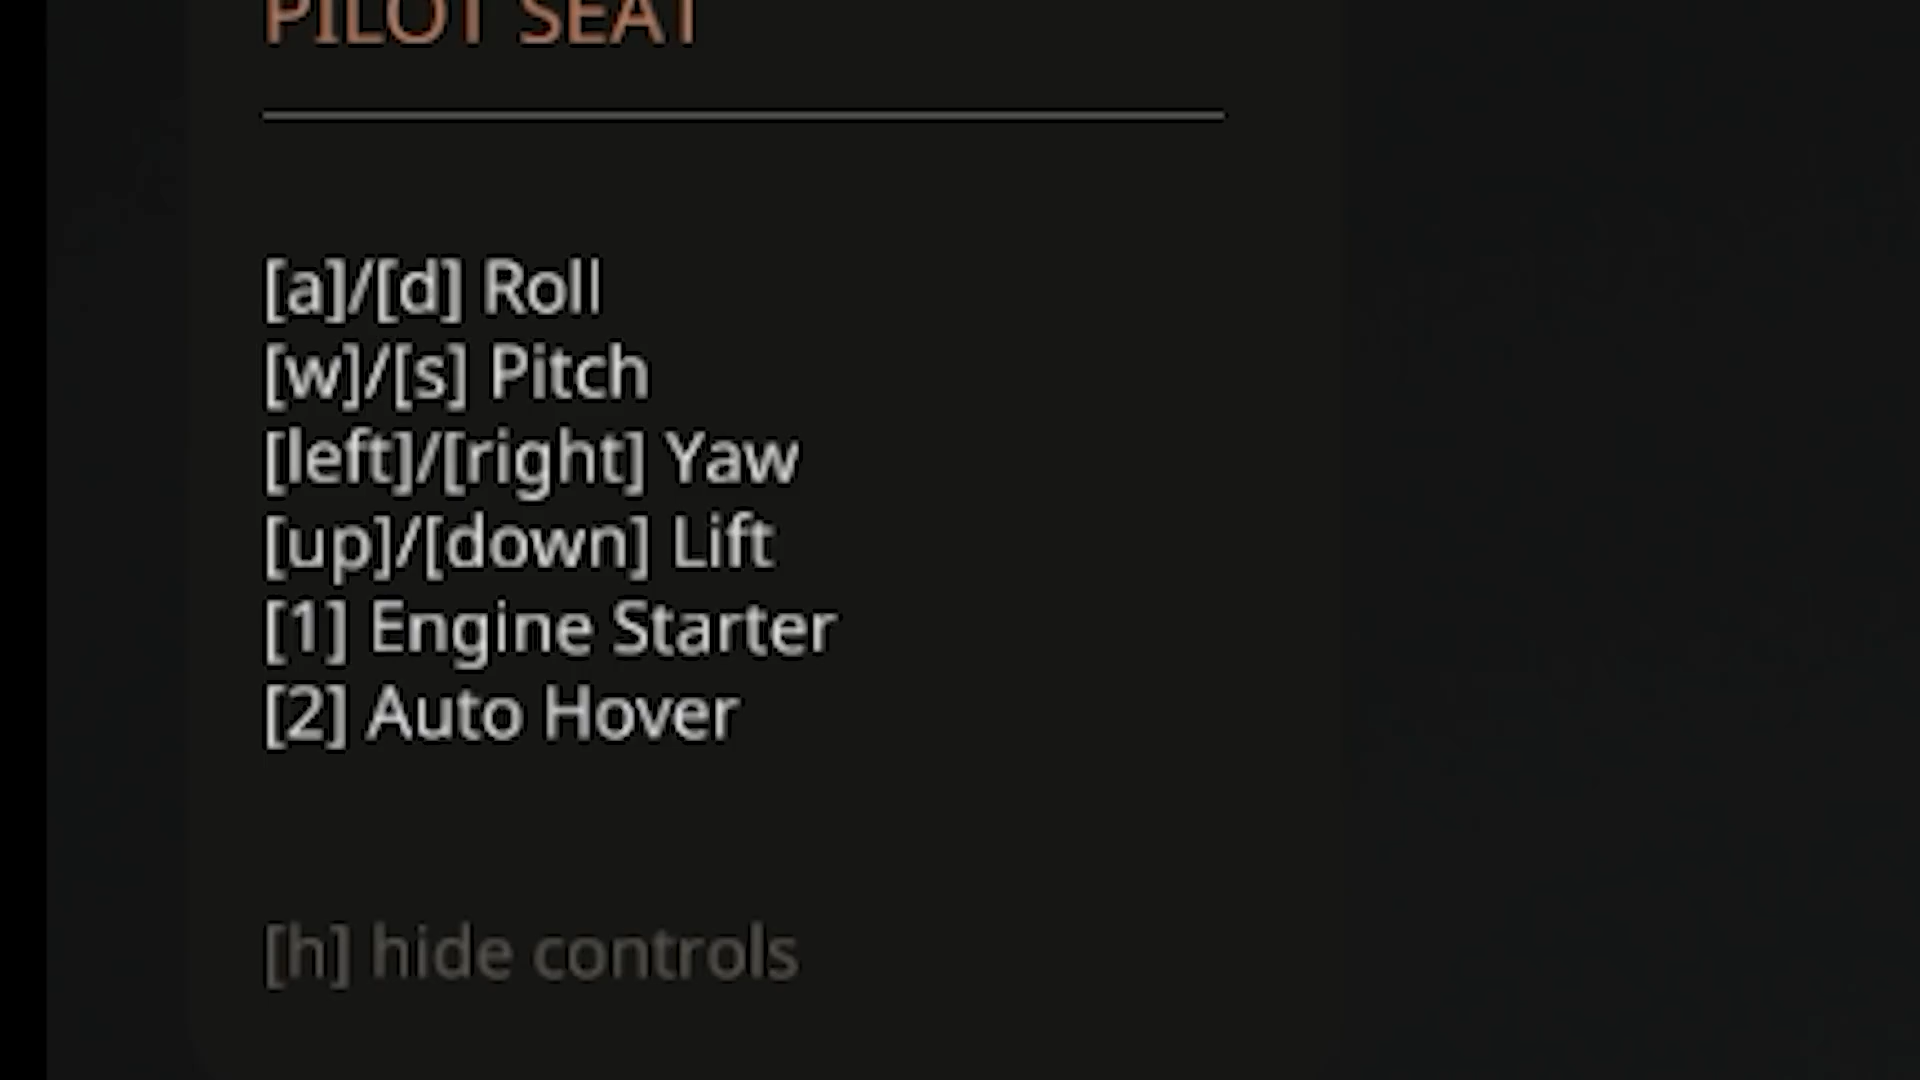 PILOT SEAT
[a]/[d] Roll
[w]/[s] Pitch
[left]/[right] Yaw
[up]/[down] Lift
[1] Engine Starter
[2] Auto Hover
[h] hide controls